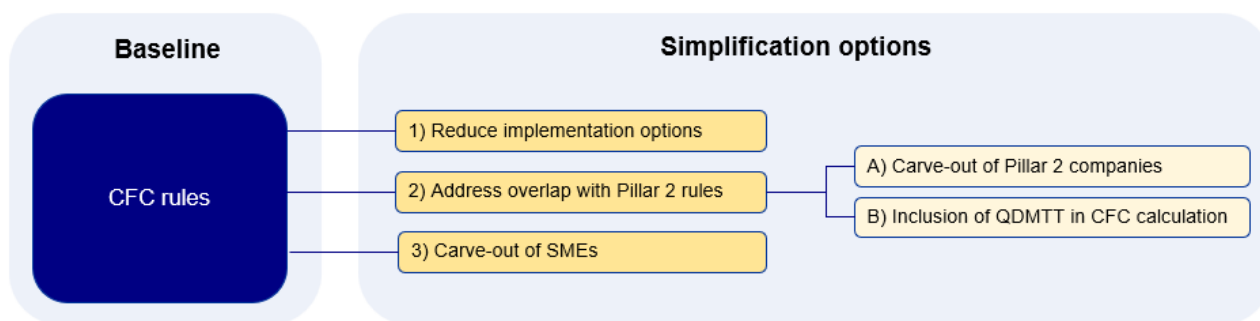 Baseline
Simplification options
CFC rules
1) Reduce implementation options
2) Address overlap with Pillar 2 rules
3) Carve-out of SMEs
A) Carve-out of Pillar 2 companies
B) Inclusion of QDMTT in CFC calculation